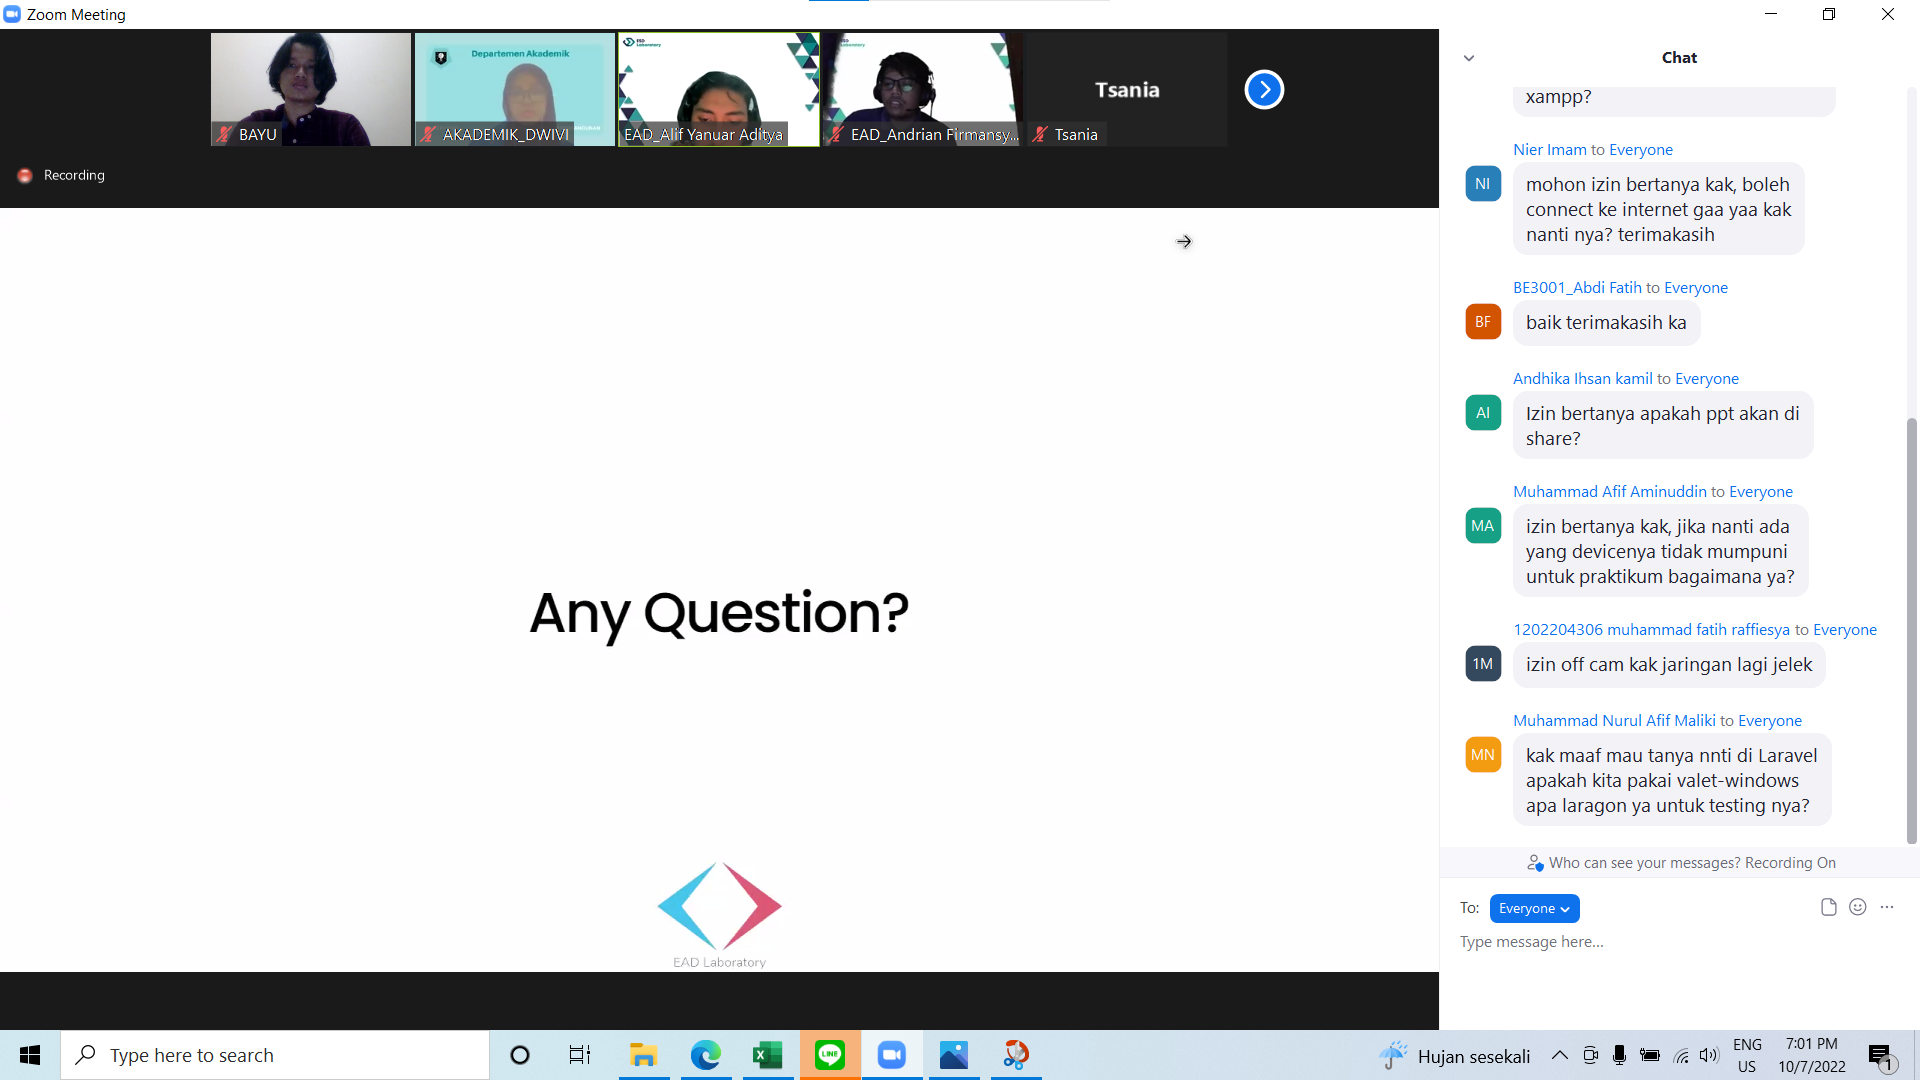 Zoom Meeting
EAD
Laboratory
Departemen Akademik
BAYU
AKADEMIK_DWIVI
EAD_Alif Yanuar Aditya
EAD_Andrian Firmansy...
Tsania
Tsania
Recording
Any Question?
EAD Laboratory
Chat
xampp?
Nier Imam to Everyone
NI
mohon izin bertanya kak, boleh
connect ke internet gaa yaa kak
nanti nya? terimakasih
BE3001_Abdi Fatih to Everyone
BF
baik terimakasih ka
Andhika Ihsan kamil to Everyone
AI
Izin bertanya apakah ppt akan di
share?
Muhammad Afif Aminuddin to Everyone
MA
izin bertanya kak, jika nanti ada
yang devicenya tidak mumpuni
untuk praktikum bagaimana ya?
1202204306 muhammad fatih raffiesya to Everyone
1M
izin off cam kak jaringan lagi jelek
Muhammad Nurul Afif Maliki to Everyone
MN
kak maaf mau tanya nnti di Laravel
apakah kita pakai valet-windows
apa laragon ya untuk testing nya?
Who can see your messages? Recording On
To: Everyone
Type message here...
Type here to search
LINE
Hujan sesekali
ENG
US
7:01 PM
10/7/2022
1